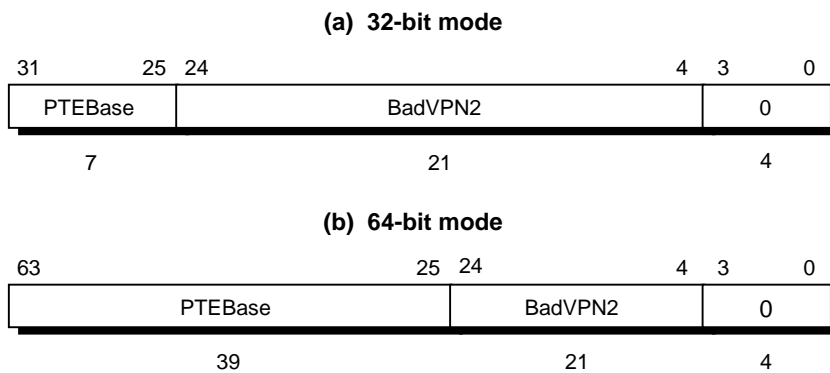 (a) 32-bit mode
31 25 24 4 3 0
PTEBase BadVPN2 0
7 21 4
(b) 64-bit mode
63 25 24 4 3 0
PTEBase BadVPN2 0
39 21 4